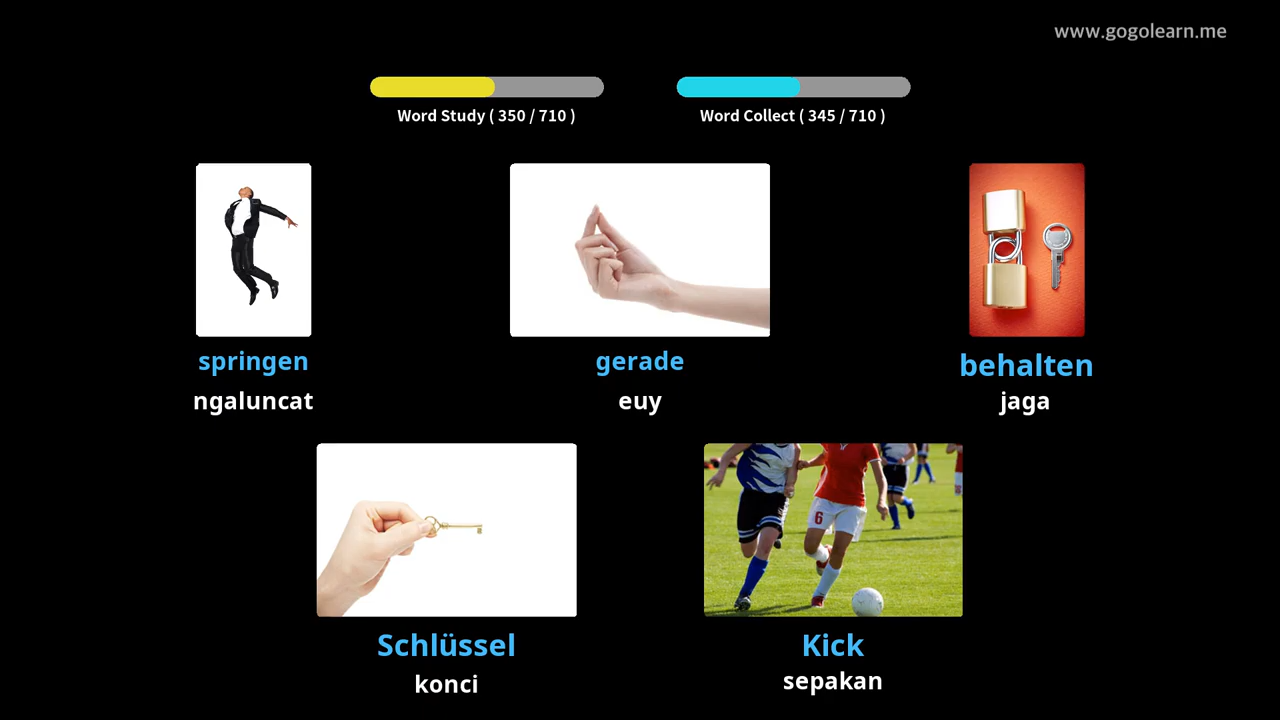 www.gogolearn.me
Word Study ( 350 / 710 )
Word Collect ( 345 / 710 )
springen
ngaluncat
gerade
euy
behalten
jaga
Schlüssel
konci
6
Kick
sepakan